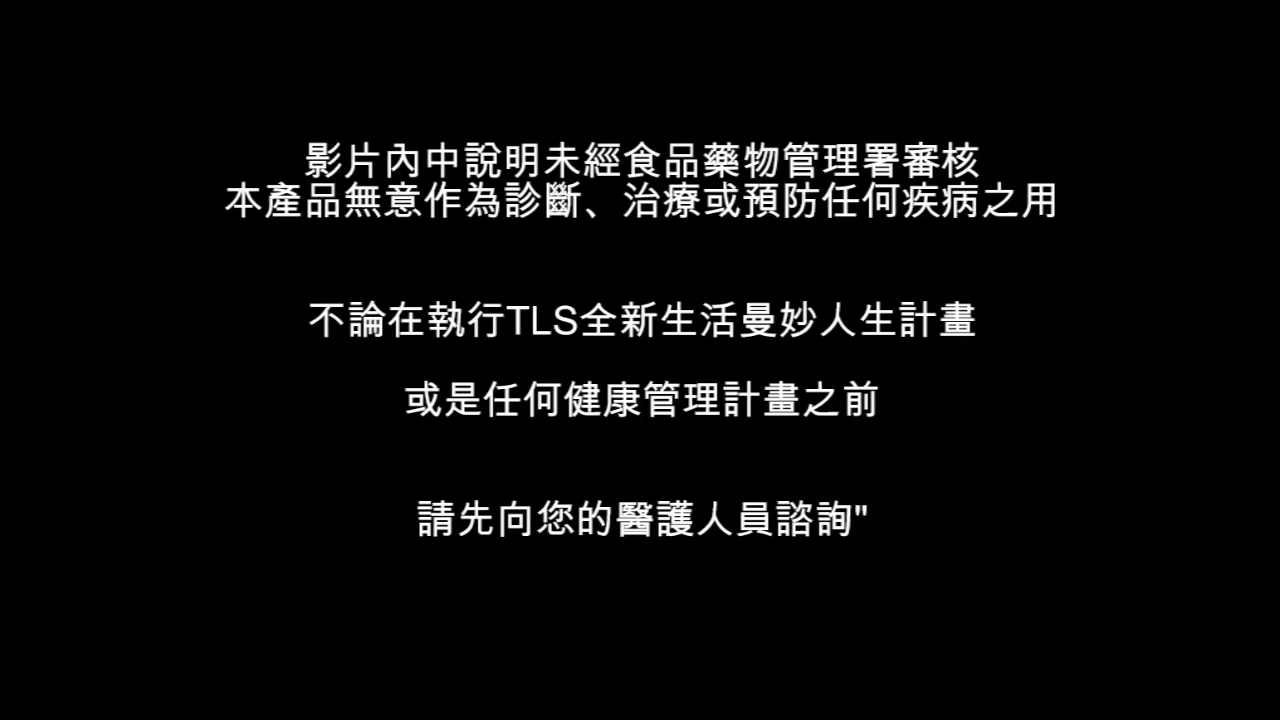 影片內中說明未經食品藥物管理署審核
本產品無意作為診斷、治療或預防任何疾病之用
不論在執行TLS全新生活曼妙人生計畫
或是任何健康管理計畫之前
請先向您的醫護人員諮詢"